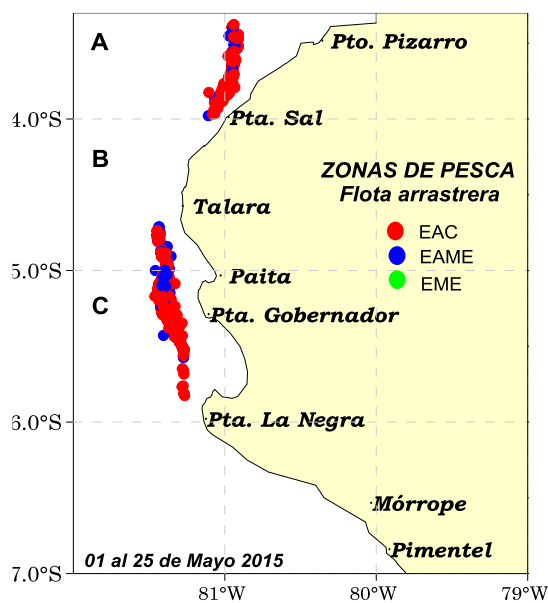 A
Pto. Pizarro
4.0°S
Pta. Sal
B
ZONAS DE PESCA
Flota arrastrera
Talara
EAC
EAME
5.0°S
Paita
EME
C
Pta. Gobernador
6.0°S
Pta. La Negra
Mórrope
Pimentel
01 al 25 de Mayo 2015
7.0°S
81°W
80°W
79°W